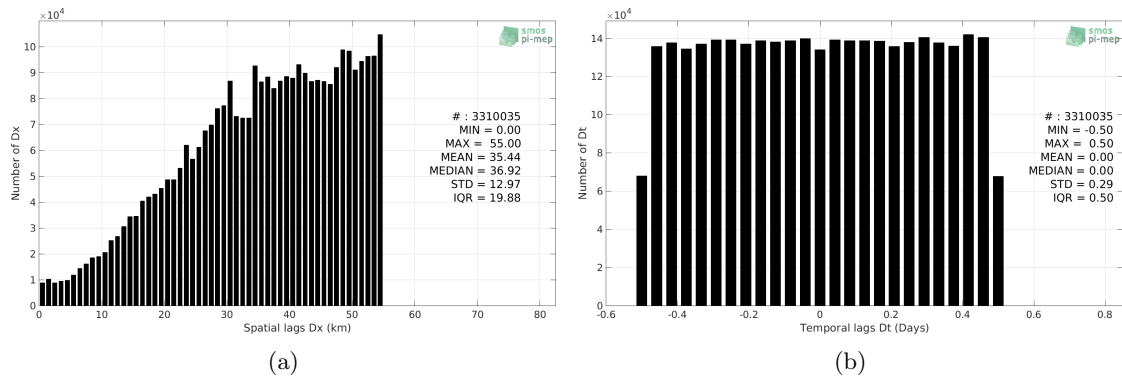 ×10⁴
10
9
8
7
6
5
4
3
2
1
0
Number of Dx
0 10 20 30 40 50 60 70 80
Spatial lags Dx (km)
smos
pi-mep
# : 3310035
MIN = 0.00
MAX = 55.00
MEAN = 35.44
MEDIAN = 36.92
STD = 12.97
IQR = 19.88
(a)
×10⁴
14
12
10
8
6
4
2
0
Number of Dt
-0.6 -0.4 -0.2 0 0.2 0.4 0.6 0.8
Temporal lags Dt (Days)
smos
pi-mep
# : 3310035
MIN = -0.50
MAX = 0.50
MEAN = 0.00
MEDIAN = 0.00
STD = 0.29
IQR = 0.50
(b)